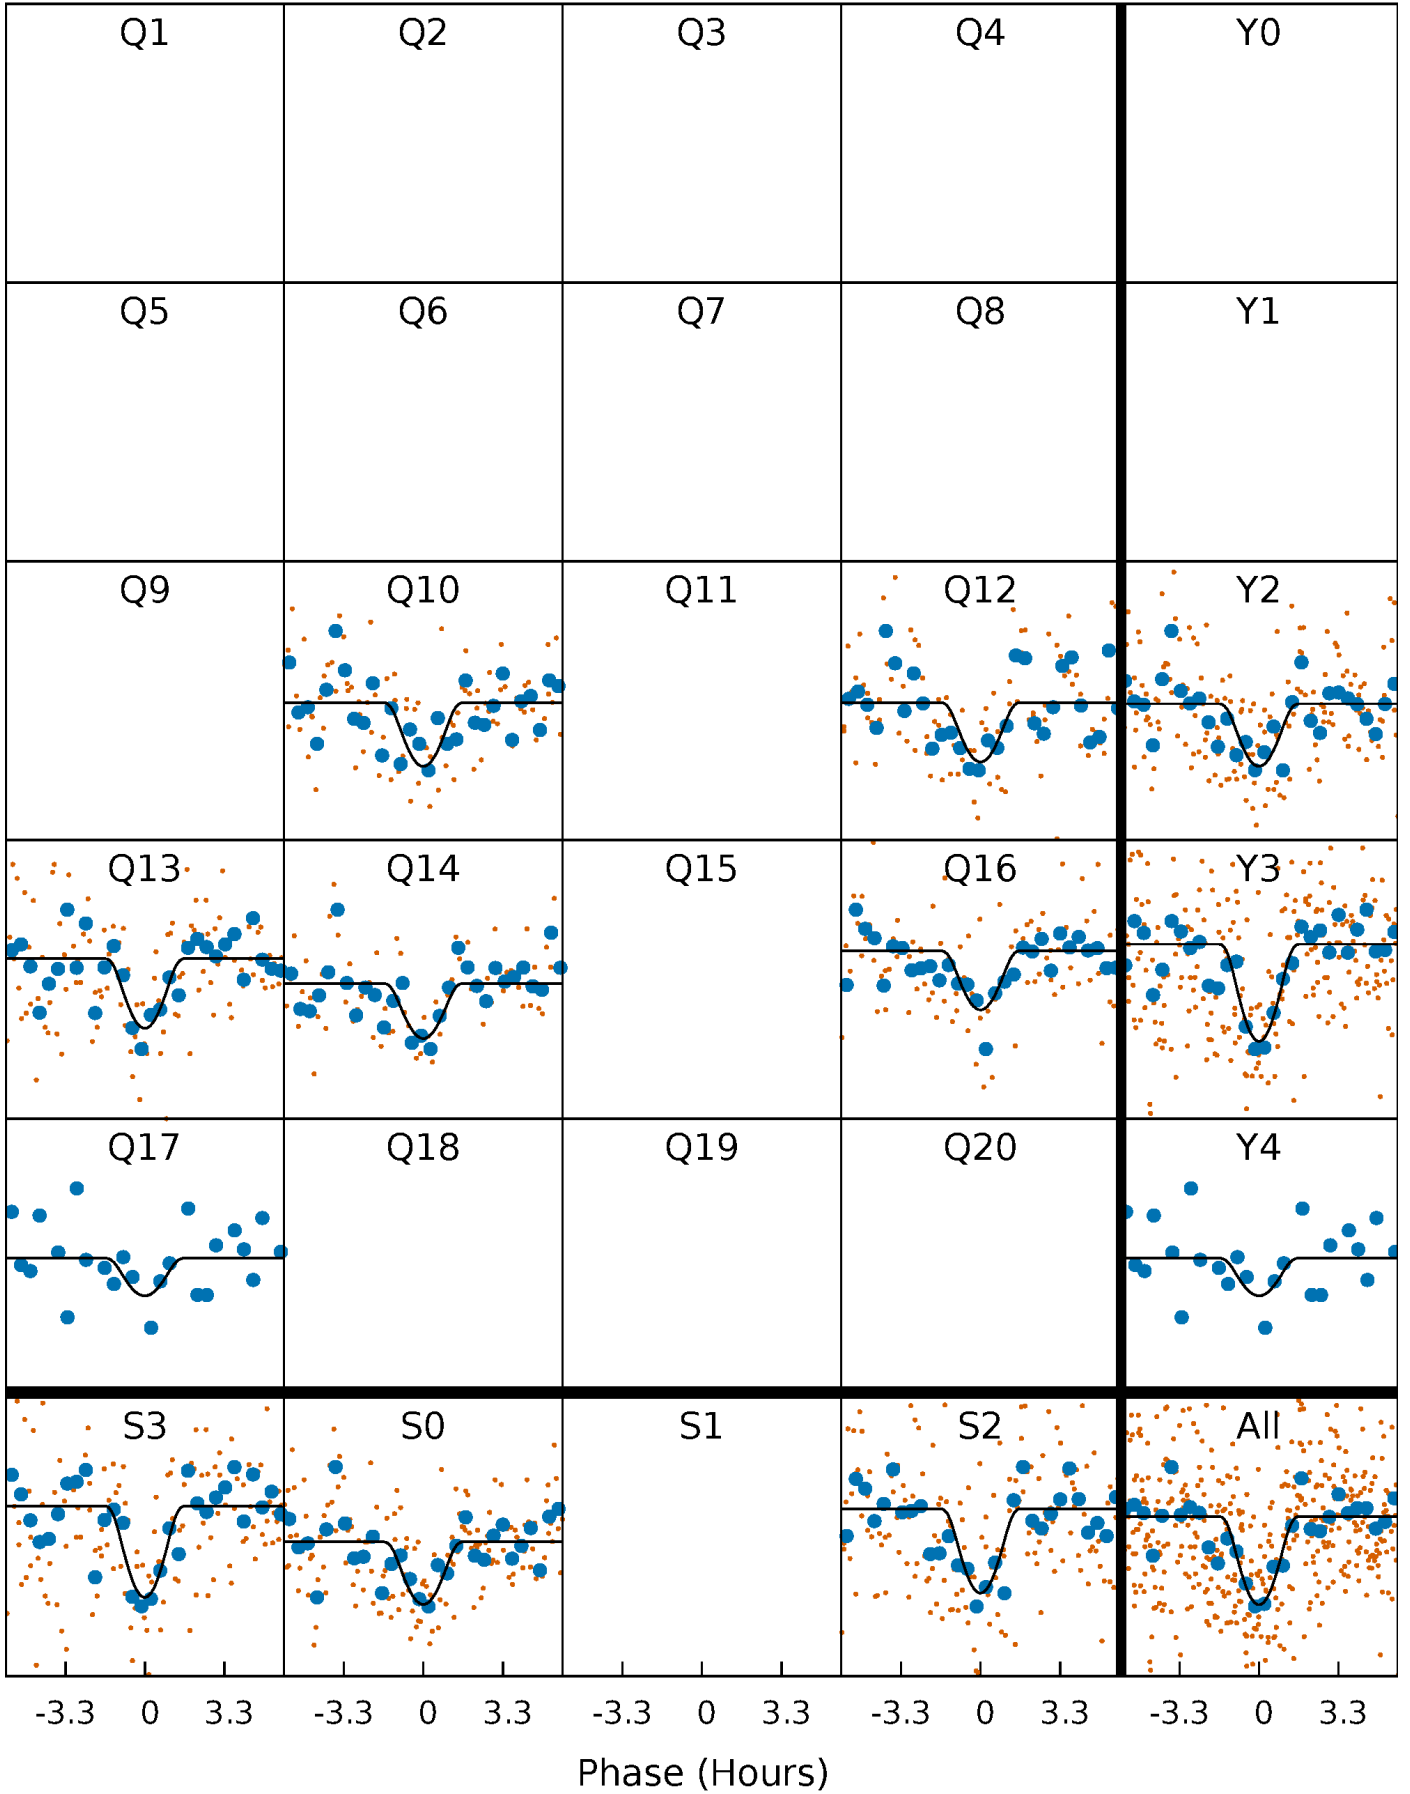 Q1 Q2 Q3 Q4 Y0
Q5 Q6 Q7 Q8 Y1
Q9 Q10 Q11 Q12 Y2
Q13 Q14 Q15 Q16 Y3
Q17 Q18 Q19 Q20 Y4
S3 S0 S1 S2 All
-3.3 0 3.3 -3.3 0 3.3 -3.3 0 3.3 -3.3 0 3.3 -3.3 0 3.3
Phase (Hours)